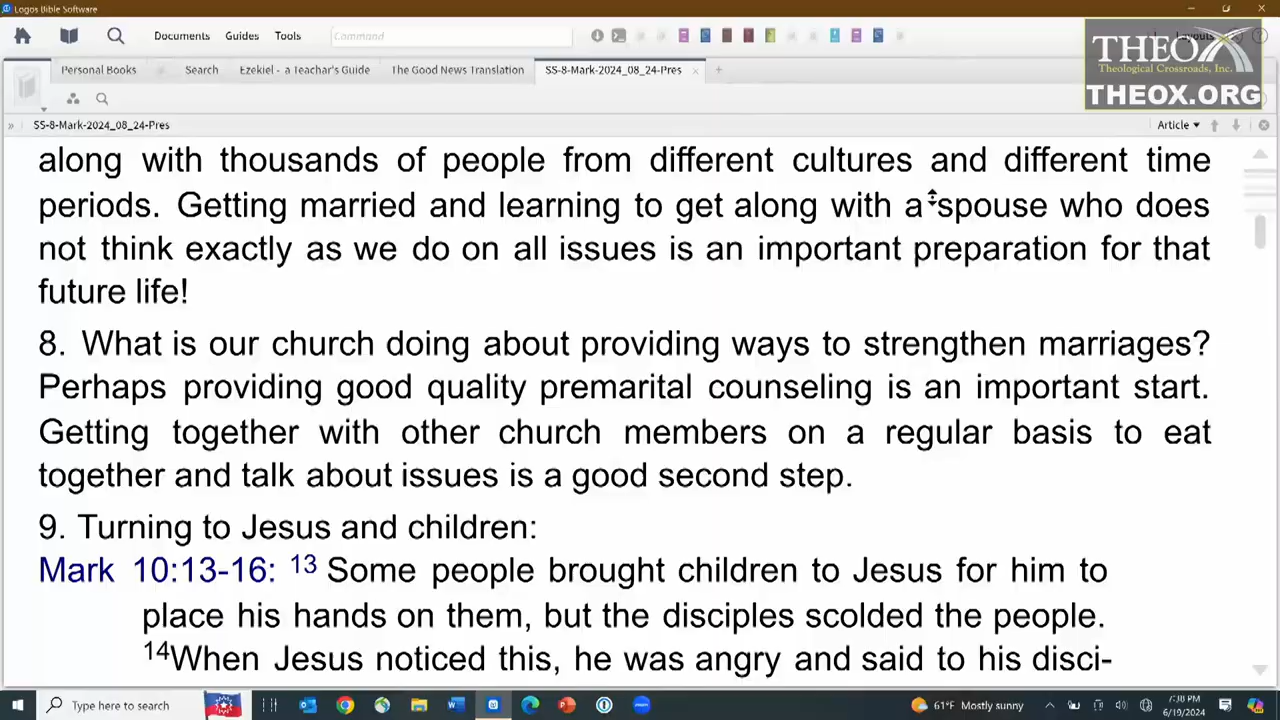 Logos Bible Software
Documents Guides Tools Command
THEOX
Theological Crossroads, Inc.
THEOX.ORG
Personal Books Search Ezekiel - a Teacher's Guide SS-8-Mark-2024_08_24-Pres
SS-8-Mark-2024_08_24-Pres Article
along with thousands of people from different cultures and different time
periods. Getting married and learning to get along with a spouse who does
not think exactly as we do on all issues is an important preparation for that
future life!
8. What is our church doing about providing ways to strengthen marriages?
Perhaps providing good quality premarital counseling is an important start.
Getting together with other church members on a regular basis to eat
together and talk about issues is a good second step.
9. Turning to Jesus and children:
Mark 10:13-16: 13 Some people brought children to Jesus for him to
place his hands on them, but the disciples scolded the people.
14When Jesus noticed this, he was angry and said to his disci-
Type here to search 61°F Mostly sunny 7:38 PM
6/19/2024